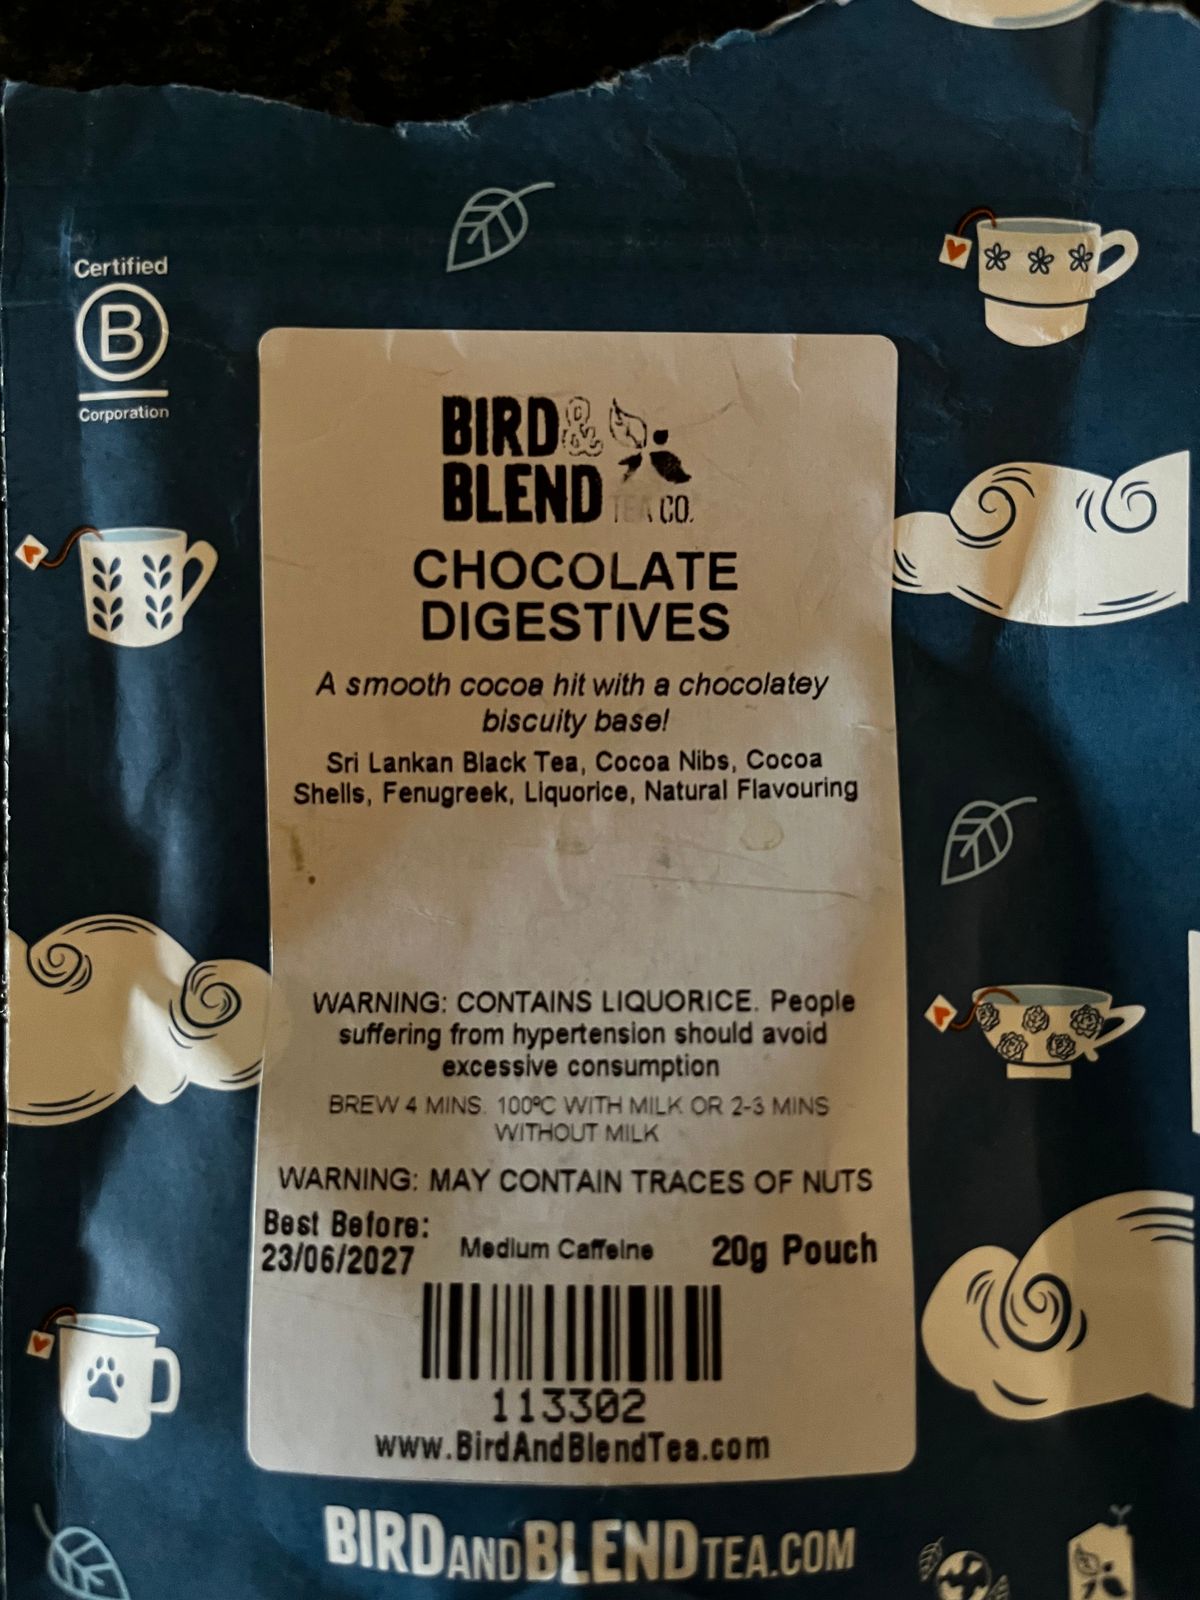 Certified
B
Corporation
BIRD &
BLEND
TEA CO.
CHOCOLATE
DIGESTIVES
A smooth cocoa hit with a chocolatey
biscuity base!
Sri Lankan Black Tea, Cocoa Nibs, Cocoa
Shells, Fenugreek, Liquorice, Natural Flavouring
WARNING: CONTAINS LIQUORICE. People
suffering from hypertension should avoid
excessive consumption
BREW 4 MINS. 100ºC WITH MILK OR 2-3 MINS
WITHOUT MILK
WARNING: MAY CONTAIN TRACES OF NUTS
Best Before:
23/06/2027
Medium Caffeine
20g Pouch
113302
www.BirdAndBlendTea.com
BIRDANDBLENDTEA.COM